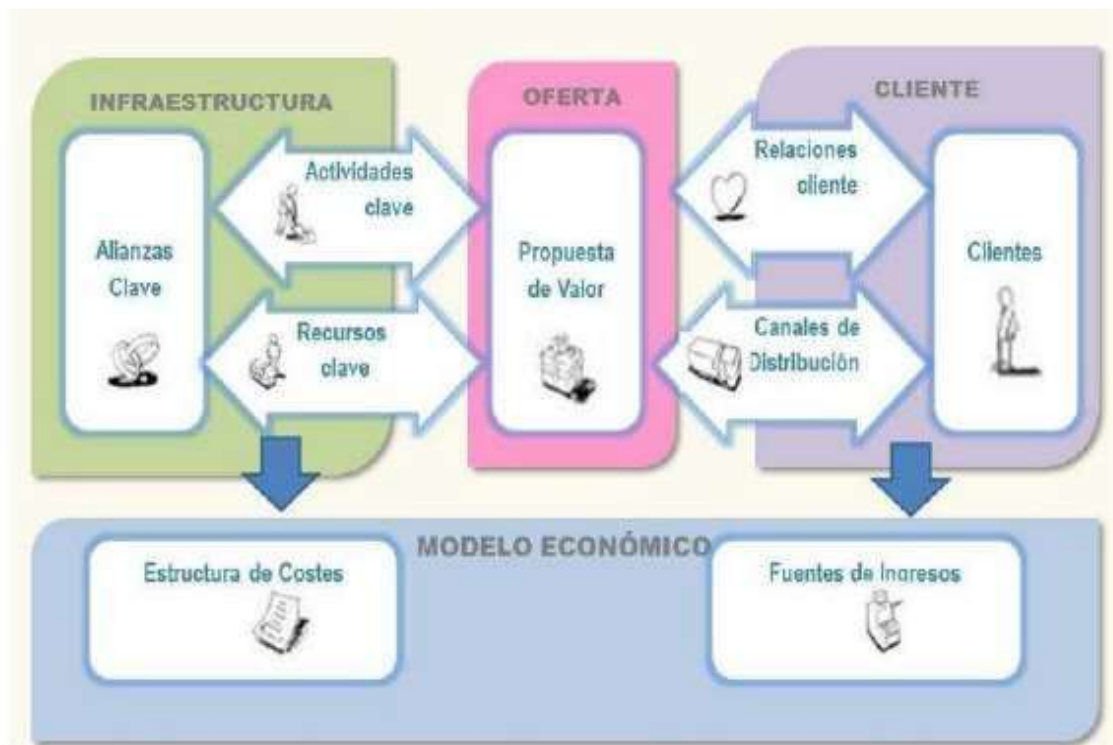 INFRAESTRUCTURA
Alianzas
Clave
Actividades
clave
Recursos
clave
OFERTA
Propuesta
de Valor
CLIENTE
Relaciones
cliente
Canales de
Distribución
Clientes
MODELO ECONÓMICO
Estructura de Costes
Fuentes de Ingresos